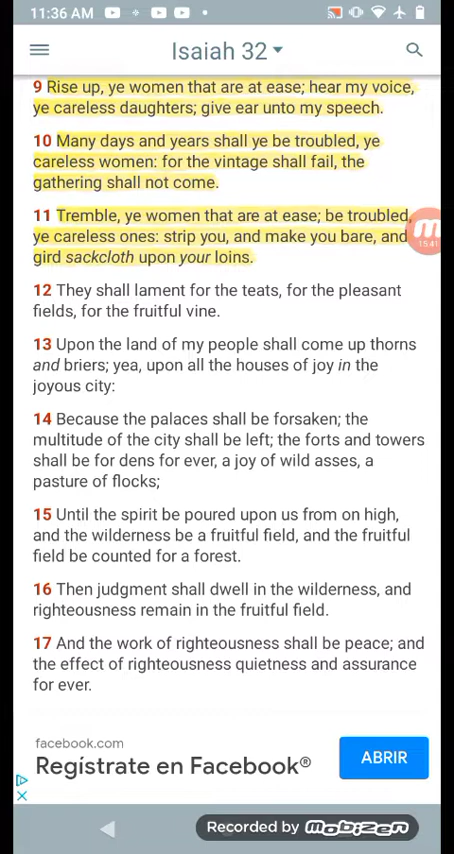 11:36 AM
Isaiah 32
9 Rise up, ye women that are at ease; hear my voice,
ye careless daughters; give ear unto my speech.
10 Many days and years shall ye be troubled, ye
careless women: for the vintage shall fail, the
gathering shall not come.
11 Tremble, ye women that are at ease; be troubled,
ye careless ones: strip you, and make you bare, and
gird sackcloth upon your loins.
15:41
12 They shall lament for the teats, for the pleasant
fields, for the fruitful vine.
13 Upon the land of my people shall come up thorns
and briers; yea, upon all the houses of joy in the
joyous city:
14 Because the palaces shall be forsaken; the
multitude of the city shall be left; the forts and towers
shall be for dens for ever, a joy of wild asses, a
pasture of flocks;
15 Until the spirit be poured upon us from on high,
and the wilderness be a fruitful field, and the fruitful
field be counted for a forest.
16 Then judgment shall dwell in the wilderness, and
righteousness remain in the fruitful field.
17 And the work of righteousness shall be peace; and
the effect of righteousness quietness and assurance
for ever.
facebook.com
Regístrate en Facebook®
ABRIR
Recorded by mobizen